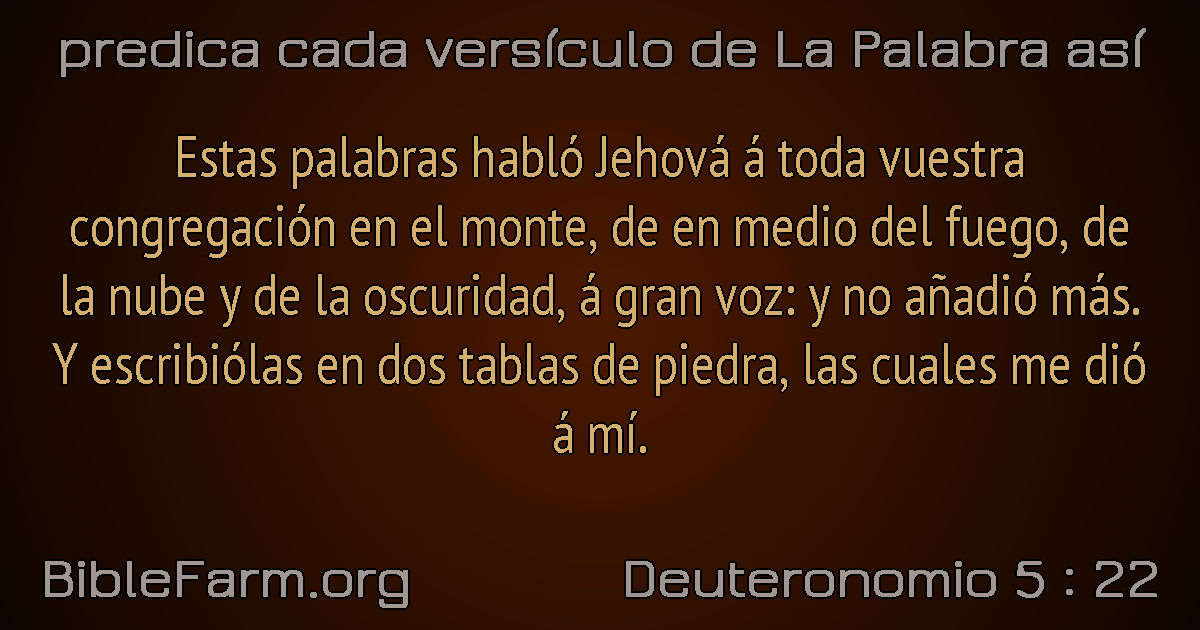 predica cada versículo de La Palabra así
Estas palabras habló Jehová á toda vuestra
congregación en el monte, de en medio del fuego, de
la nube y de la oscuridad, á gran voz: y no añadió más.
Y escribiólas en dos tablas de piedra, las cuales me dió
á mí.
BibleFarm.org
Deuteronomio 5 : 22